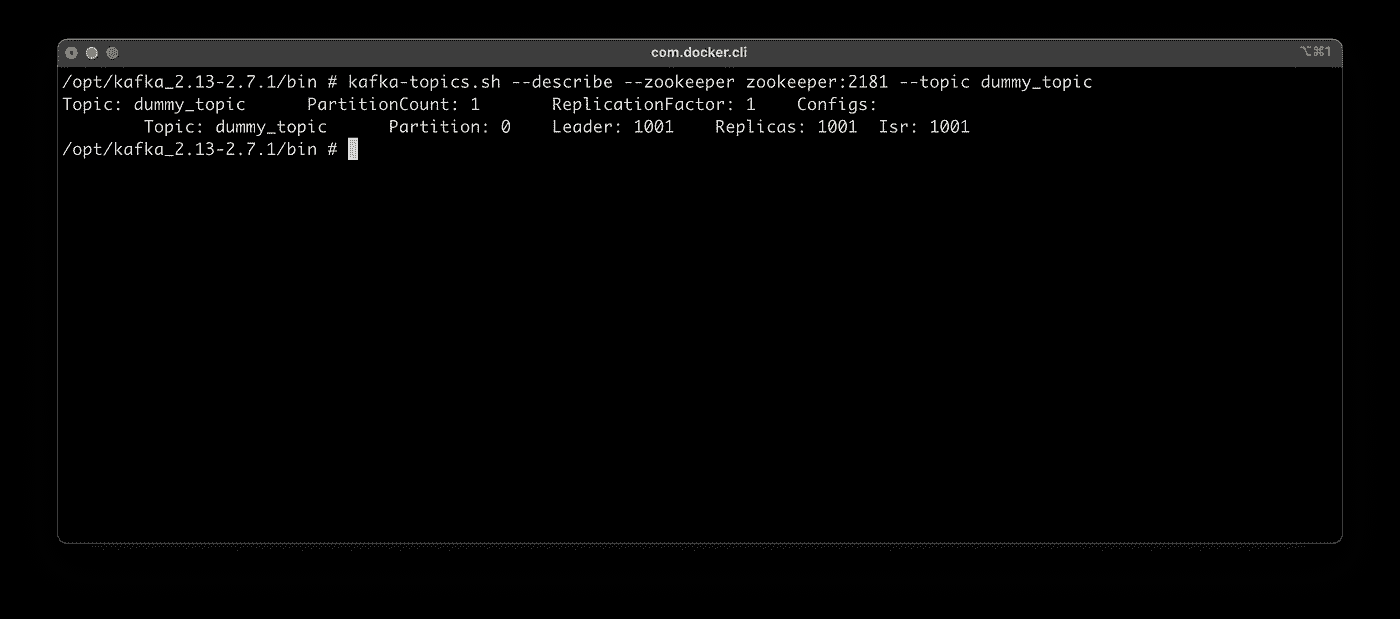 com.docker.cli
⌥⌘1
/opt/kafka_2.13-2.7.1/bin # kafka-topics.sh --describe --zookeeper zookeeper:2181 --topic dummy_topic
Topic: dummy_topic      PartitionCount: 1       ReplicationFactor: 1    Configs:
        Topic: dummy_topic      Partition: 0    Leader: 1001    Replicas: 1001  Isr: 1001
/opt/kafka_2.13-2.7.1/bin #